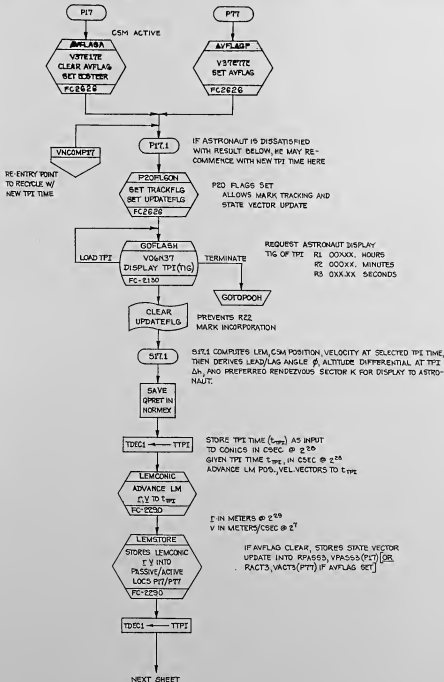 P17
P77
CSM ACTIVE
AVFLAGA
V37E17E
CLEAR AVFLAG
SET
FC2626
AVFLAGP
V37E77E
SET AVFLAG
FC2626
VNCOMP17
RE-ENTRY POINT
TO RECYCLE W/
NEW TPI TIME
P17.1
IF ASTRONAUT IS DISSATISFIED
WITH RESULT BELOW, HE MAY RE-
COMMENCE WITH NEW TPI TIME HERE
P20FLGON
SET TRACKFLG
SET UPDATEFLG
FC2626
P20 FLAGS SET
ALLOWS MARK TRACKING AND
STATE VECTOR UPDATE
LOAD TPI
GOFLASH
V06N37
DISPLAY TPI(TIG)
FC-2130
TERMINATE
GOTOPOOH
REQUEST ASTRONAUT DISPLAY
TIG OF TPI R1 00XXX. HOURS
R2 000XX. MINUTES
R3 0XX.XX SECONDS
CLEAR
UPDATEFLG
PREVENTS R22
MARK INCORPORATION
S17.1
S17.1 COMPUTES LEM, CSM POSITION, VELOCITY AT SELECTED TPI TIME,
THEN DERIVES LEAD/LAG ANGLE φ, ALTITUDE DIFFERENTIAL AT TPI
Δh, AND PREFERRED RENDEZVOUS SECTOR K FOR DISPLAY TO ASTRO-
NAUT.
SAVE
QPRET IN
NORMEX
TDEC1 ← TTPI
STORE TPI TIME (tTPI) AS INPUT
TO CONICS IN CSEC @ 2^28
GIVEN TPI TIME tTPI, IN CSEC @ 2^28
ADVANCE LM POS., VEL. VECTORS TO tTPI
LEMCONIC
ADVANCE LM
r, V TO tTPI
FC-2290
r IN METERS @ 2^29
V IN METERS/CSEC @ 2^7
LEMSTORE
STORES LEMCONIC
r V INTO
PASSIVE/ACTIVE
LOCS P17/P77
FC-2290
IF AVFLAG CLEAR, STORES STATE VECTOR
UPDATE INTO RPASS3, VPASS3(P17) [OR
RACT3, VACT3(P77) IF AVFLAG SET]
TDEC1 ← TTPI
NEXT SHEET